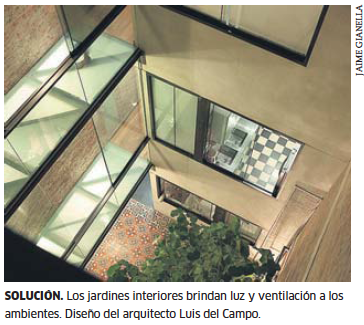 JAIME GIANELLA
SOLUCIÓN. Los jardines interiores brindan luz y ventilación a los
ambientes. Diseño del arquitecto Luis del Campo.